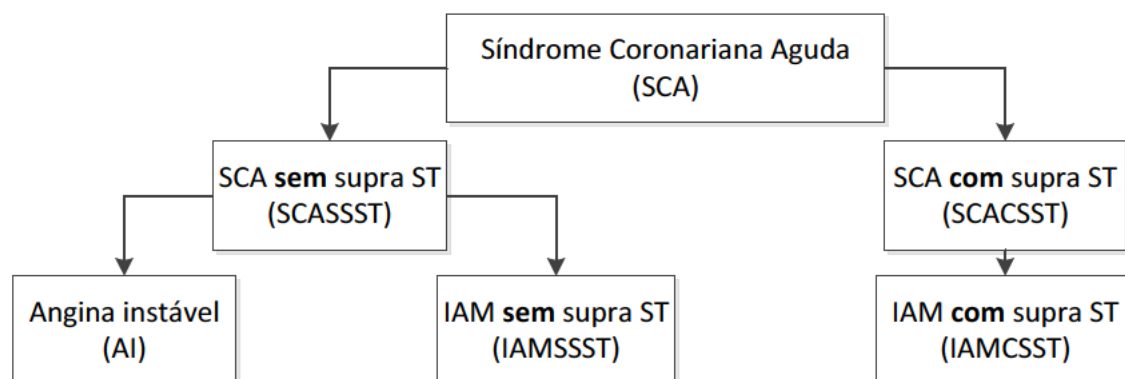 Síndrome Coronariana Aguda
(SCA)
SCA sem supra ST
(SCASSST)
SCA com supra ST
(SCACSST)
Angina instável
(AI)
IAM sem supra ST
(IAMSSST)
IAM com supra ST
(IAMCSST)